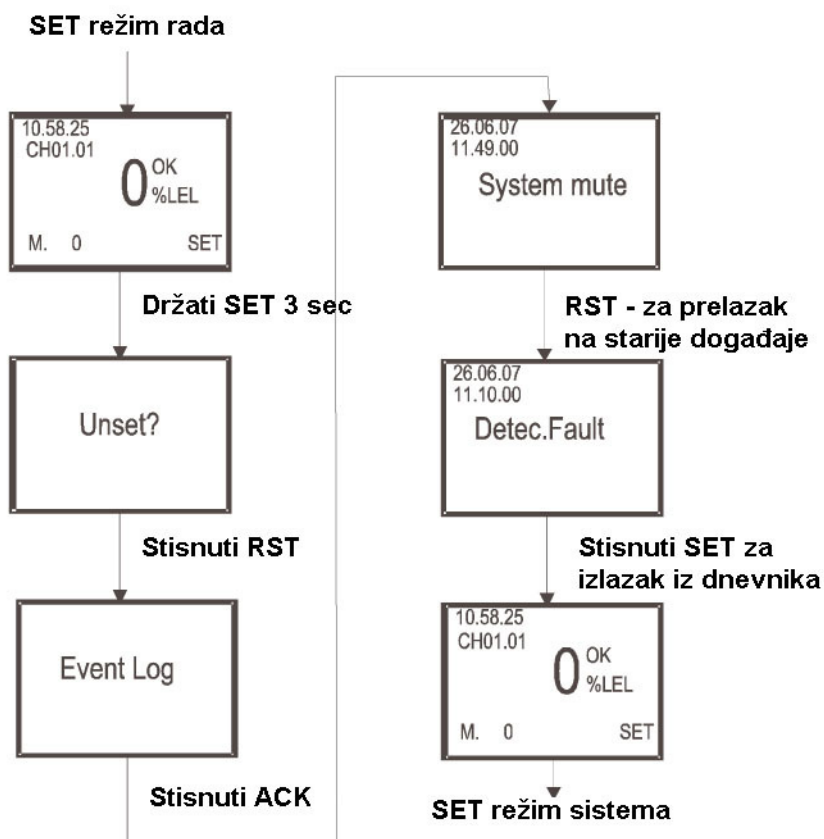 SET režim rada
10.58.25
CH01.01
0 OK
%LEL
M. 0 SET
Držati SET 3 sec
Unset?
Stisnuti RST
Event Log
Stisnuti ACK
26.06.07
11.49.00
System mute
RST - za prelazak
na starije događaje
26.06.07
11.10.00
Detec.Fault
Stisnuti SET za
izlazak iz dnevnika
10.58.25
CH01.01
0 OK
%LEL
M. 0 SET
SET režim sistema